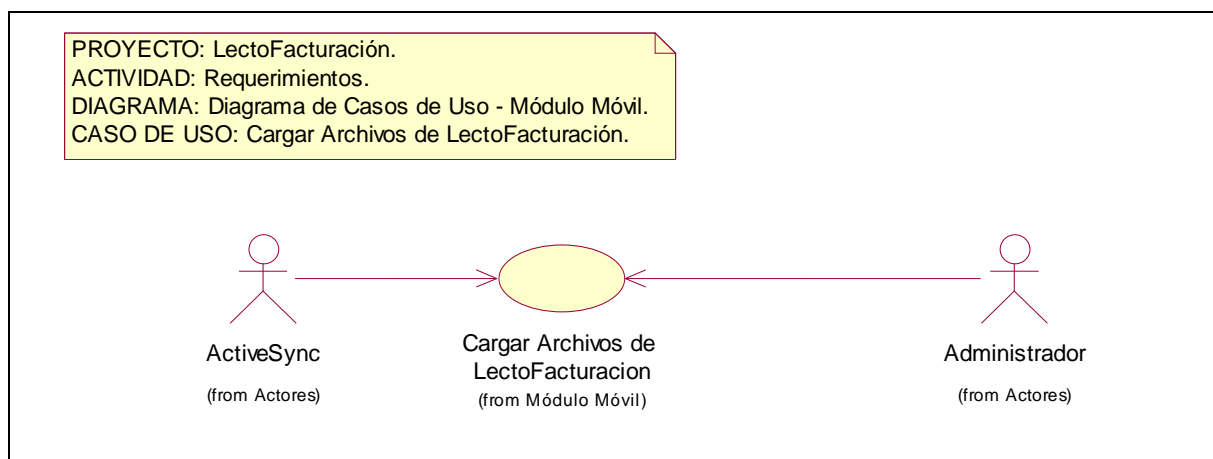 PROYECTO: LectoFacturación.
ACTIVIDAD: Requerimientos.
DIAGRAMA: Diagrama de Casos de Uso - Módulo Móvil.
CASO DE USO: Cargar Archivos de LectoFacturación.
ActiveSync
(from Actores)
Cargar Archivos de
LectoFacturacion
(from Módulo Móvil)
Administrador
(from Actores)